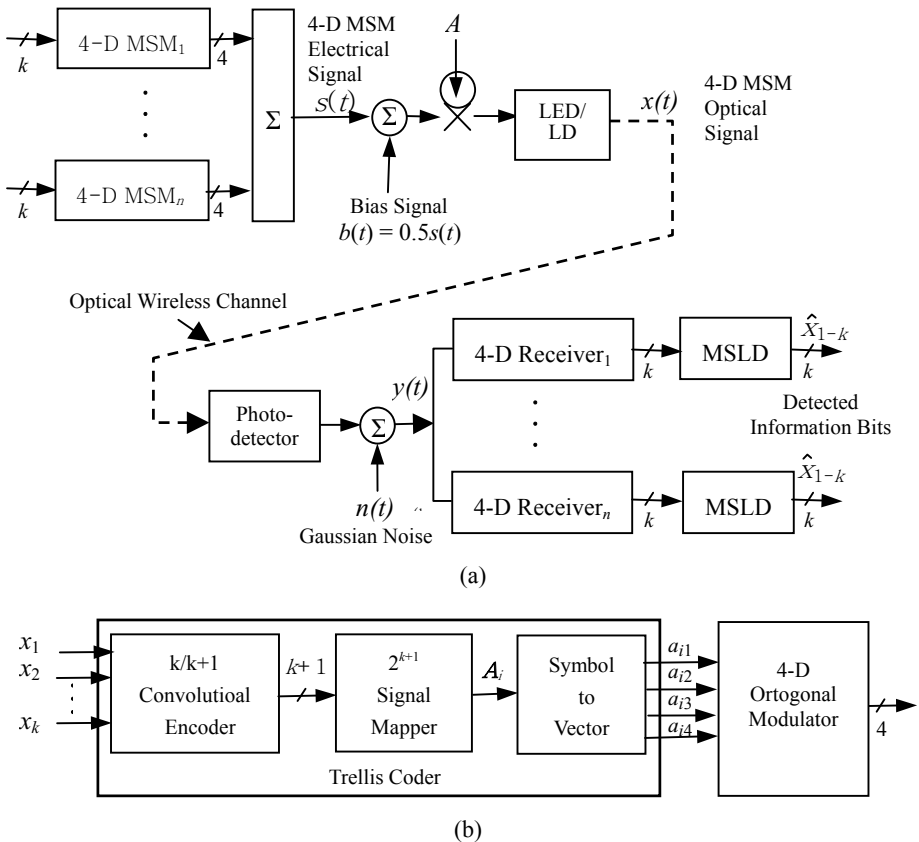 4-D MSM₁
k
4
4-D MSMₙ
k
4
Σ
4-D MSM
Electrical
Signal
s(t)
Σ
Bias Signal
b(t) = 0.5s(t)
A
LED/
LD
x(t)
4-D MSM
Optical
Signal
Optical Wireless Channel
Photo-
detector
Σ
n(t)
Gaussian Noise
y(t)
4-D Receiver₁
k
MSLD
X̂₁₋ₖ
k
Detected
Information Bits
4-D Receiverₙ
k
MSLD
X̂₁₋ₖ
k
(a)
x₁
x₂
xₖ
k/k+1
Convolutioal
Encoder
k+1
2ᵏ⁺¹
Signal
Mapper
Aᵢ
Symbol
to
Vector
Trellis Coder
aᵢ₁
aᵢ₂
aᵢ₃
aᵢ₄
4-D
Ortogonal
Modulator
4
(b)